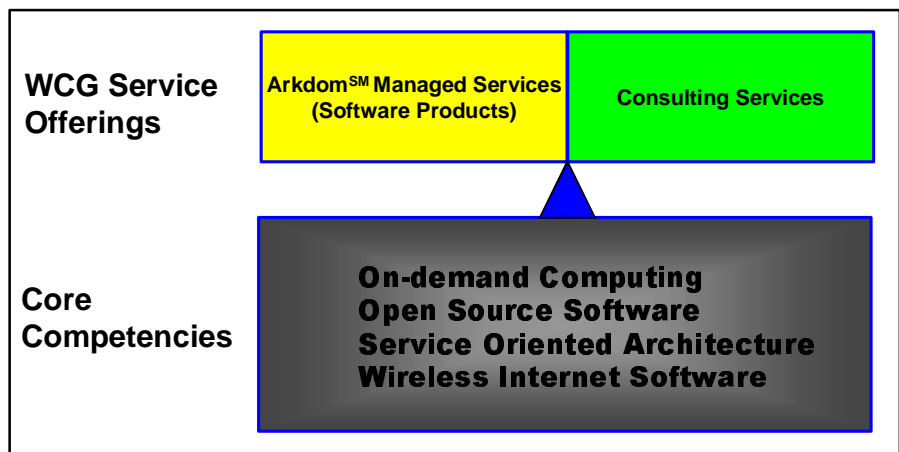 WCG Service
Offerings
Arkdom℠ Managed Services
(Software Products)
Consulting Services
Core
Competencies
On-demand Computing
Open Source Software
Service Oriented Architecture
Wireless Internet Software